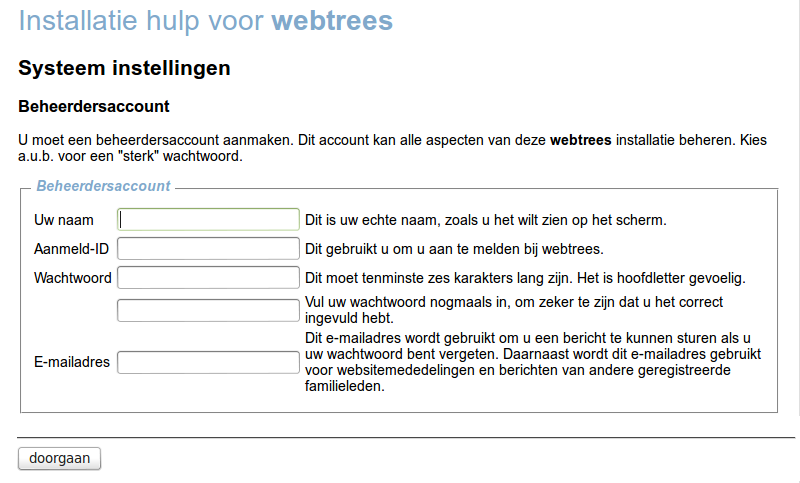 Installatie hulp voor webtrees
Systeem instellingen
Beheerdersaccount
U moet een beheerdersaccount aanmaken. Dit account kan alle aspecten van deze webtrees installatie beheren. Kies
a.u.b. voor een "sterk" wachtwoord.
Beheerdersaccount
Uw naam Dit is uw echte naam, zoals u het wilt zien op het scherm.
Aanmeld-ID Dit gebruikt u om u aan te melden bij webtrees.
Wachtwoord Dit moet tenminste zes karakters lang zijn. Het is hoofdletter gevoelig.
Vul uw wachtwoord nogmaals in, om zeker te zijn dat u het correct
ingevuld hebt.
E-mailadres Dit e-mailadres wordt gebruikt om u een bericht te kunnen sturen als u
uw wachtwoord bent vergeten. Daarnaast wordt dit e-mailadres gebruikt
voor websitemededelingen en berichten van andere geregistreerde
familieleden.
doorgaan